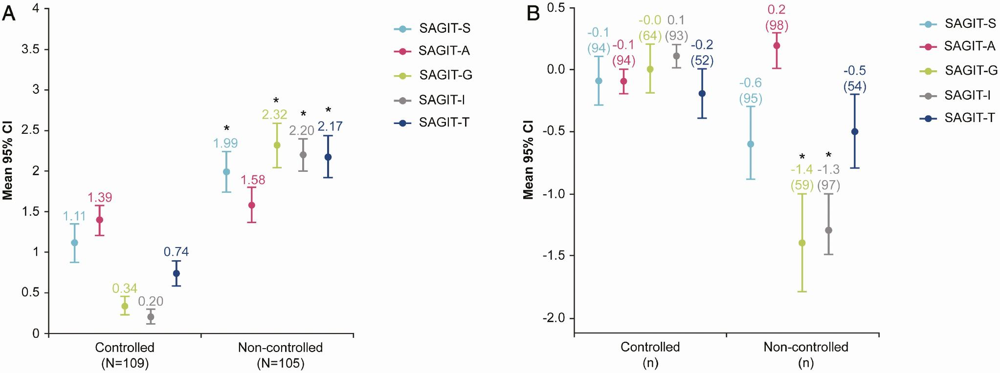 A
Mean 95% CI
4
3.5
3
2.5
2
1.5
1
0.5
0
1.11
1.39
0.34
0.20
0.74
*
1.99
1.58
*
2.32
*
2.20
*
2.17
Controlled
(N=109)
Non-controlled
(N=105)
SAGIT-S
SAGIT-A
SAGIT-G
SAGIT-I
SAGIT-T
B
Mean 95% CI
0.5
0.0
-0.5
-1.0
-1.5
-2.0
-0.1
(94)
-0.1
(94)
-0.0
(64)
0.1
(93)
-0.2
(52)
-0.6
(95)
0.2
(98)
*
-1.4
(59)
*
-1.3
(97)
-0.5
(54)
Controlled
(n)
Non-controlled
(n)
SAGIT-S
SAGIT-A
SAGIT-G
SAGIT-I
SAGIT-T